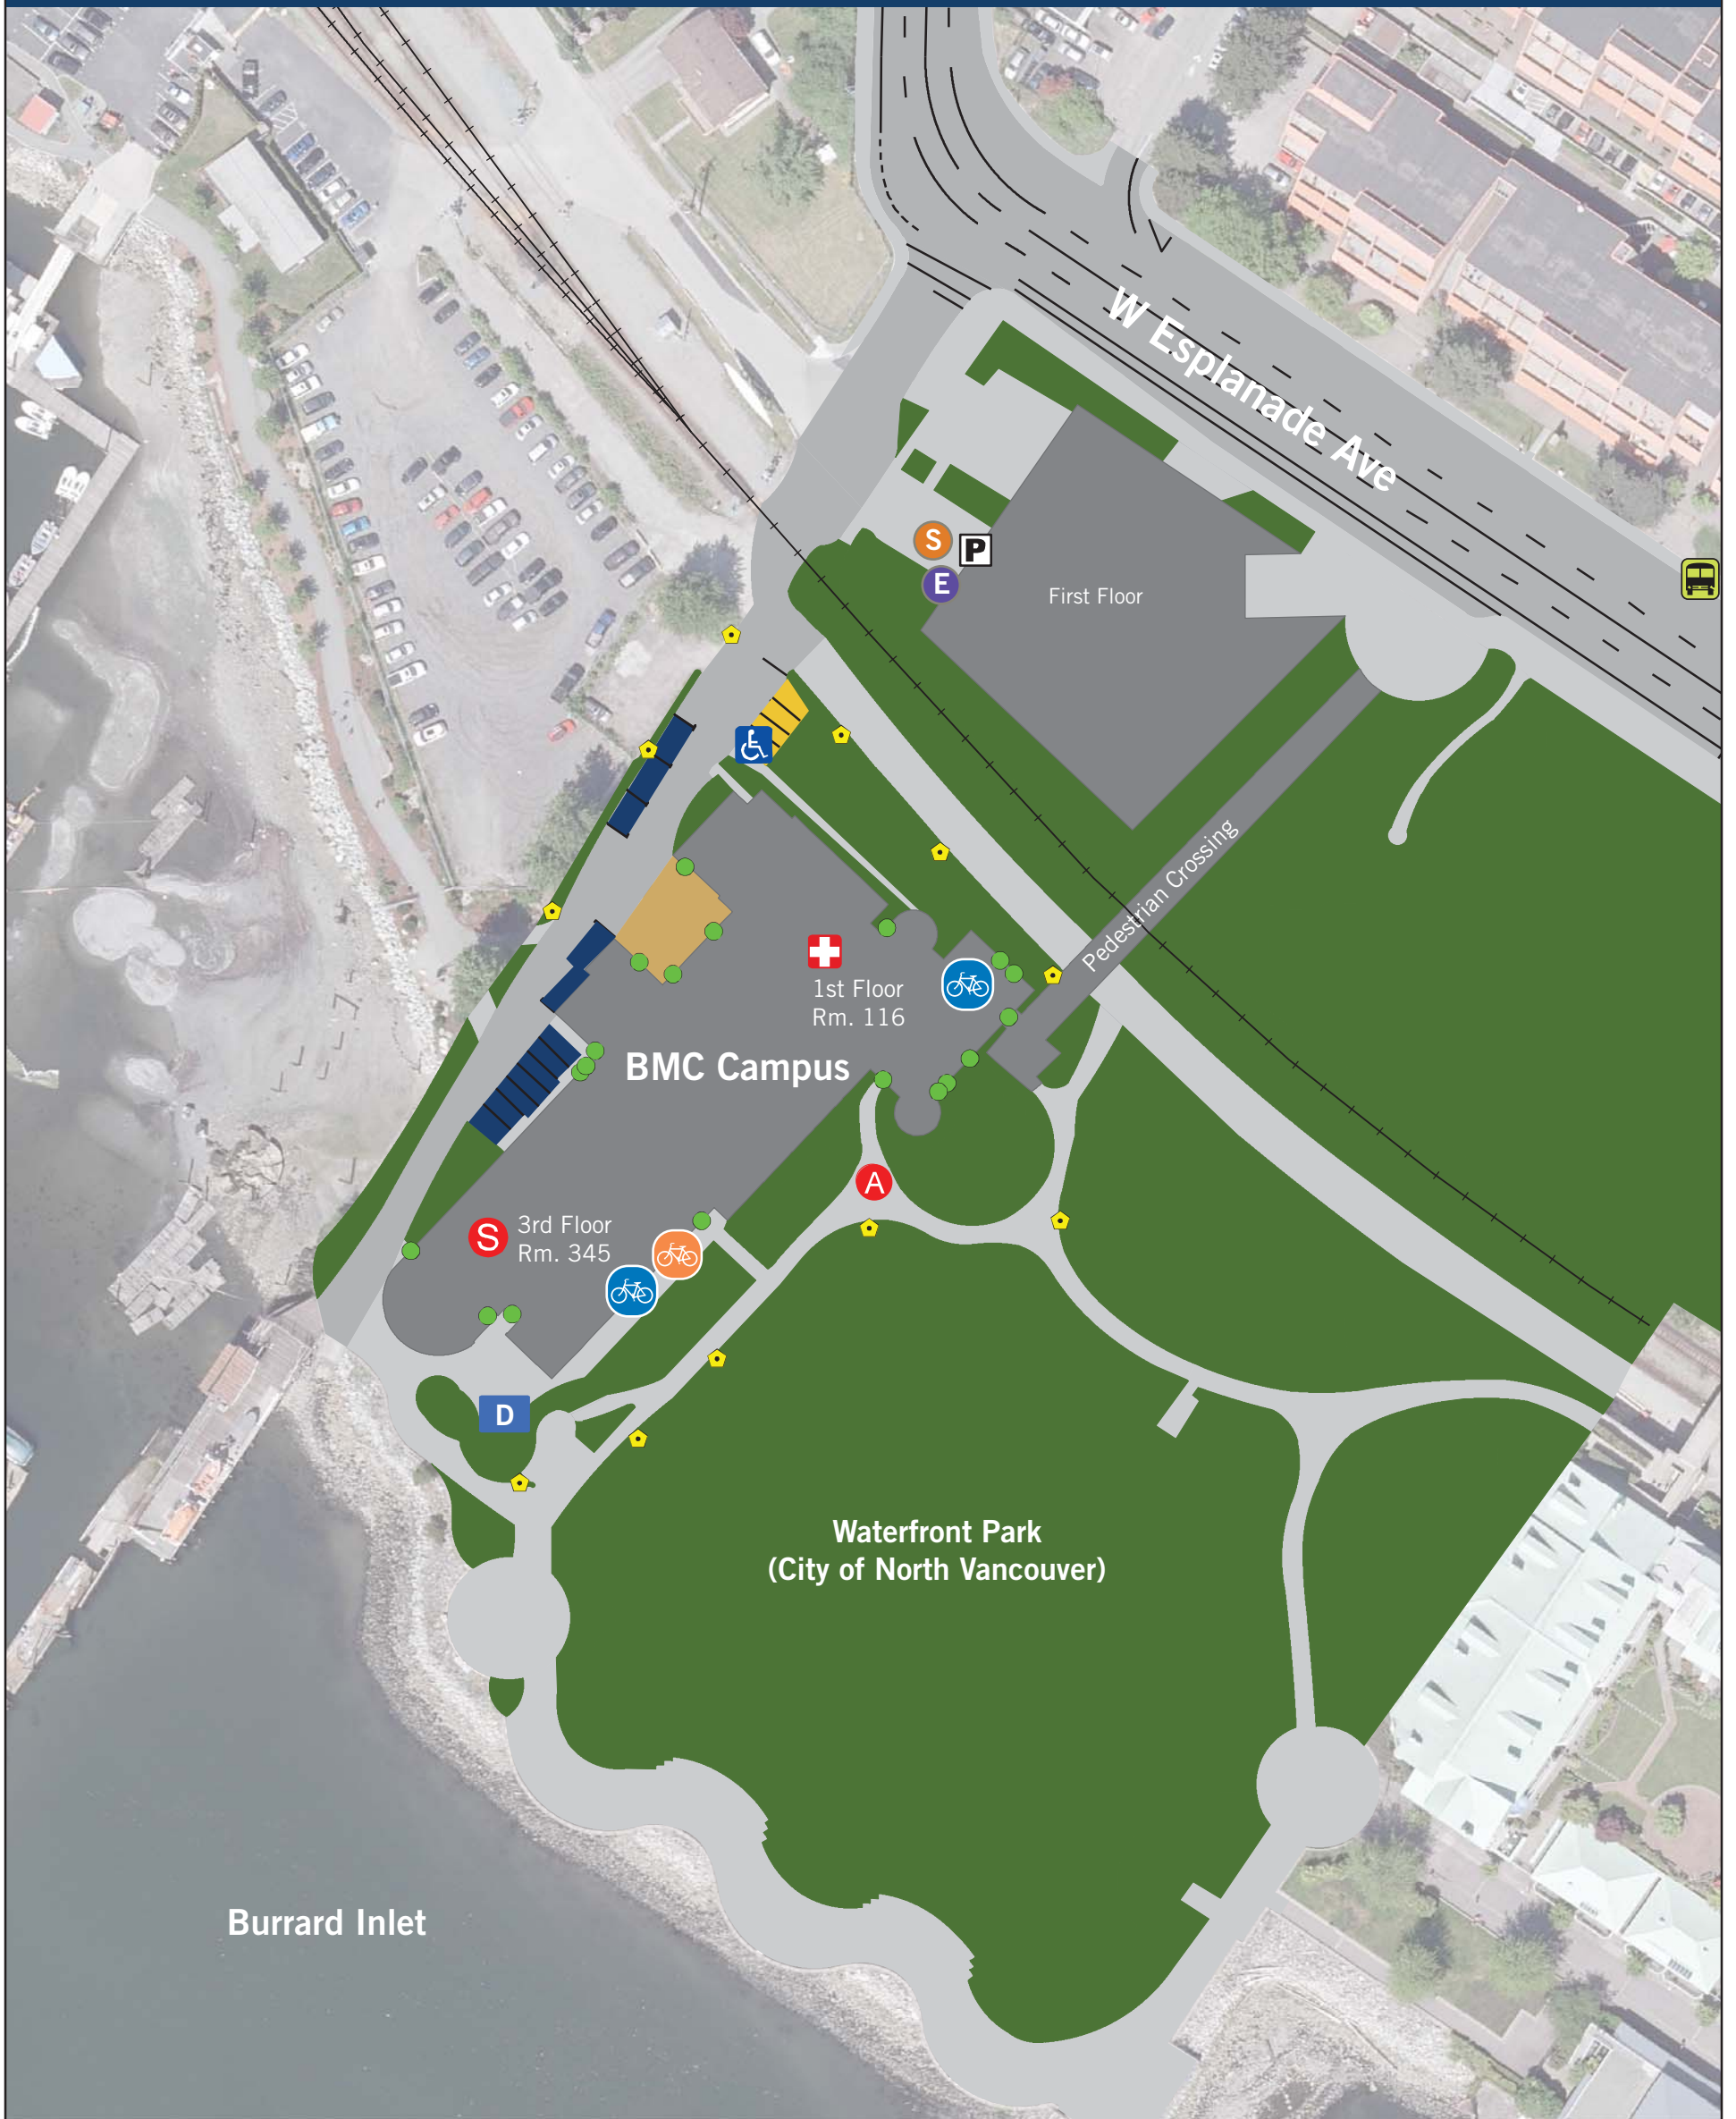 W Esplanade Ave
S
P
E
First Floor
Pedestrian Crossing
1st Floor
Rm. 116
BMC Campus
A
S
3rd Floor
Rm. 345
D
Waterfront Park
(City of North Vancouver)
Burrard Inlet